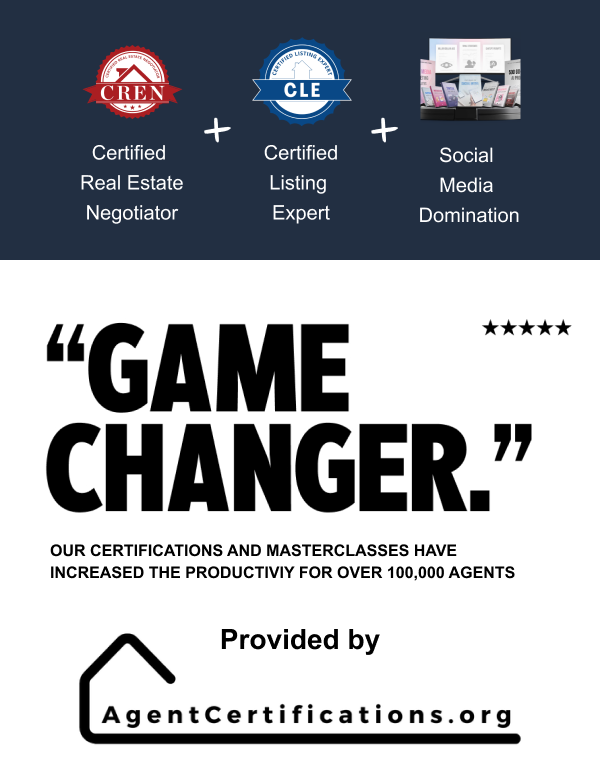 CERTIFIED REAL ESTATE NEGOTIATOR
CREN
CERTIFIED LISTING EXPERT
CLE
+
+
Certified
Real Estate
Negotiator
Certified
Listing
Expert
Social
Media
Domination
★★★★★
“GAME
CHANGER.”
OUR CERTIFICATIONS AND MASTERCLASSES HAVE
INCREASED THE PRODUCTIVIY FOR OVER 100,000 AGENTS
Provided by
AgentCertifications.org